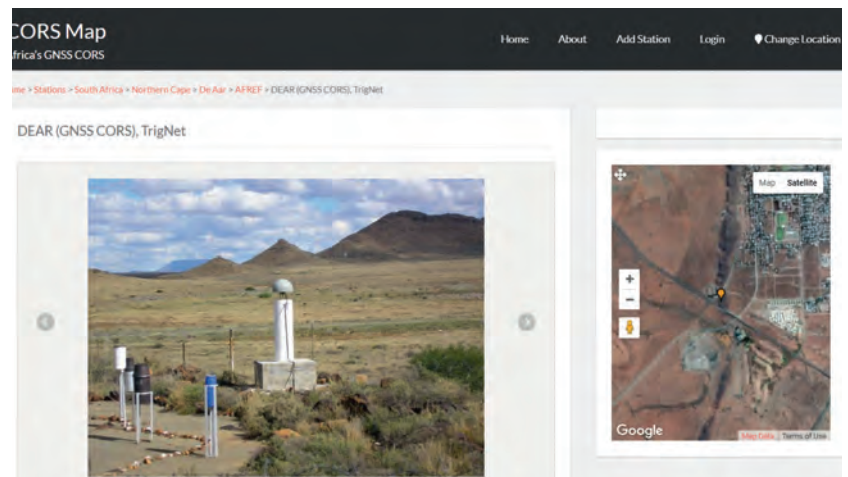 CORS Map
frica's GNSS CORS
Home About Add Station Login Change Location
me » Stations » South Africa » Northern Cape » De Aar » AFREF » DEAR (GNSS CORS), TrigNet
DEAR (GNSS CORS), TrigNet
Map Satellite
+
−
Google
Map Data Terms of Use